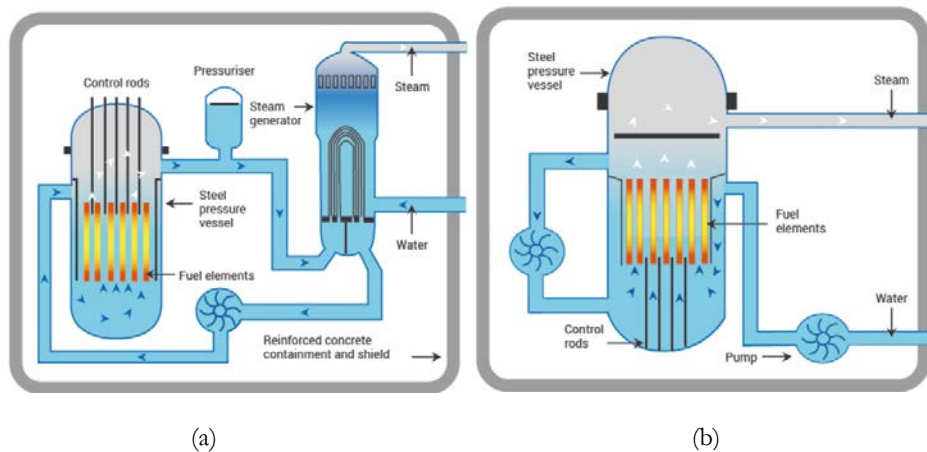 Control rods
Pressuriser
Steam
generator
Steam
Steel
pressure
vessel
Water
Fuel elements
Reinforced concrete
containment and shield
(a)
Steel
pressure
vessel
Steam
Fuel
elements
Water
Control
rods
Pump
(b)